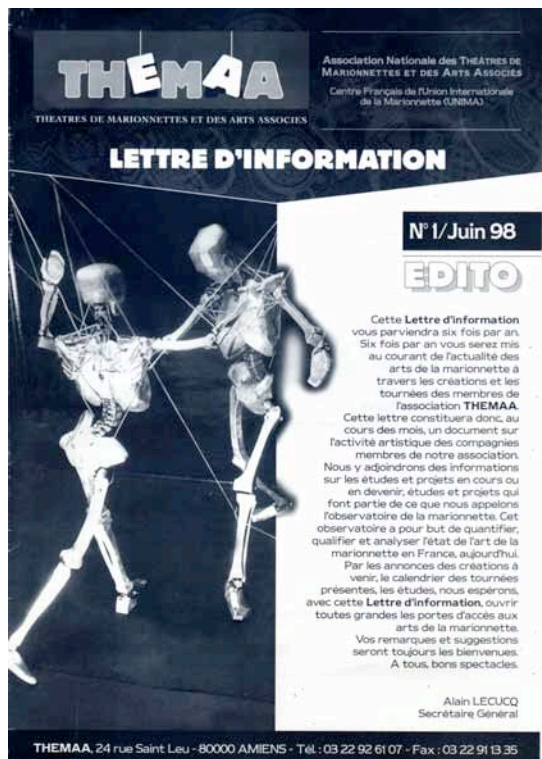 THEMAA
THEATRES DE MARIONNETTES ET DES ARTS ASSOCIES
Association Nationale des THÉATRES DE
MARIONNETTES ET DES ARTS ASSOCIÉS
Centre Français de l'Union Internationale
de la Marionnette (UNIMA)
LETTRE D'INFORMATION
N° 1/Juin 98
EDITO
Cette Lettre d'information
vous parviendra six fois par an.
Six fois par an vous serez mis
au courant de l'actualité des
arts de la marionnette à
travers les créations et les
tournées des membres de
l'association THEMAA.
Cette lettre constituera donc, au
cours des mois, un document sur
l'activité artistique des compagnies
membres de notre association.
Nous y adjoindrons des informations
sur les études et projets en cours ou
en devenir, études et projets qui
font partie de ce que nous appelons
l'observatoire de la marionnette. Cet
observatoire a pour but de quantifier,
qualifier et analyser l'état de l'art de la
marionnette en France, aujourd'hui.
Par les annonces des créations à
venir, le calendrier des tournées
présentes, les études, nous espérons,
avec cette Lettre d'information, ouvrir
toutes grandes les portes d'accès aux
arts de la marionnette.
Vos remarques et suggestions
seront toujours les bienvenues.
A tous, bons spectacles.
Alain LECUCQ
Secrétaire Général
THEMAA, 24 rue Saint Leu - 80000 AMIENS - Tél. : 03 22 92 61 07 - Fax : 03 22 91 13 35